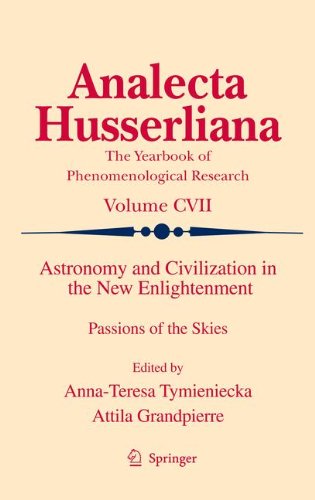 Analecta
Husserliana
The Yearbook of
Phenomenological Research
Volume CVII
Astronomy and Civilization in
the New Enlightenment
Passions of the Skies
Edited by
Anna-Teresa Tymieniecka
Attila Grandpierre
Springer